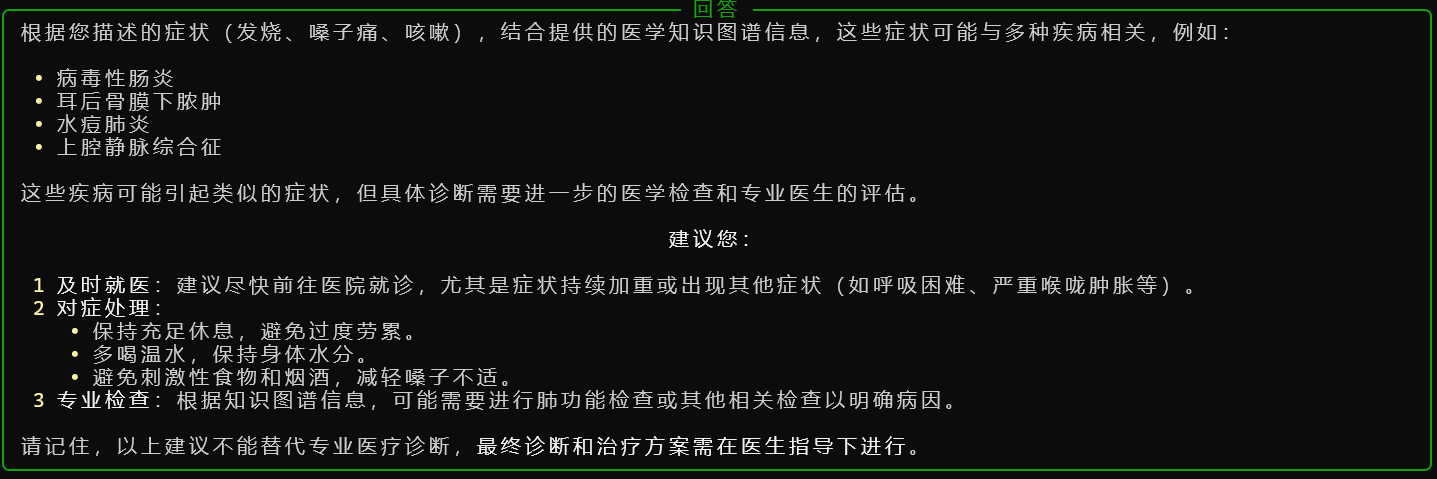 回答
根据您描述的症状（发烧、嗓子痛、咳嗽），结合提供的医学知识图谱信息，这些症状可能与多种疾病相关，例如：
• 病毒性肠炎
• 耳后骨膜下脓肿
• 水痘肺炎
• 上腔静脉综合征
这些疾病可能引起类似的症状，但具体诊断需要进一步的医学检查和专业医生的评估。
建议您：
1 及时就医：建议尽快前往医院就诊，尤其是症状持续加重或出现其他症状（如呼吸困难、严重喉咙肿胀等）。
2 对症处理：
• 保持充足休息，避免过度劳累。
• 多喝温水，保持身体水分。
• 避免刺激性食物和烟酒，减轻嗓子不适。
3 专业检查：根据知识图谱信息，可能需要进行肺功能检查或其他相关检查以明确病因。
请记住，以上建议不能替代专业医疗诊断，最终诊断和治疗方案需在医生指导下进行。